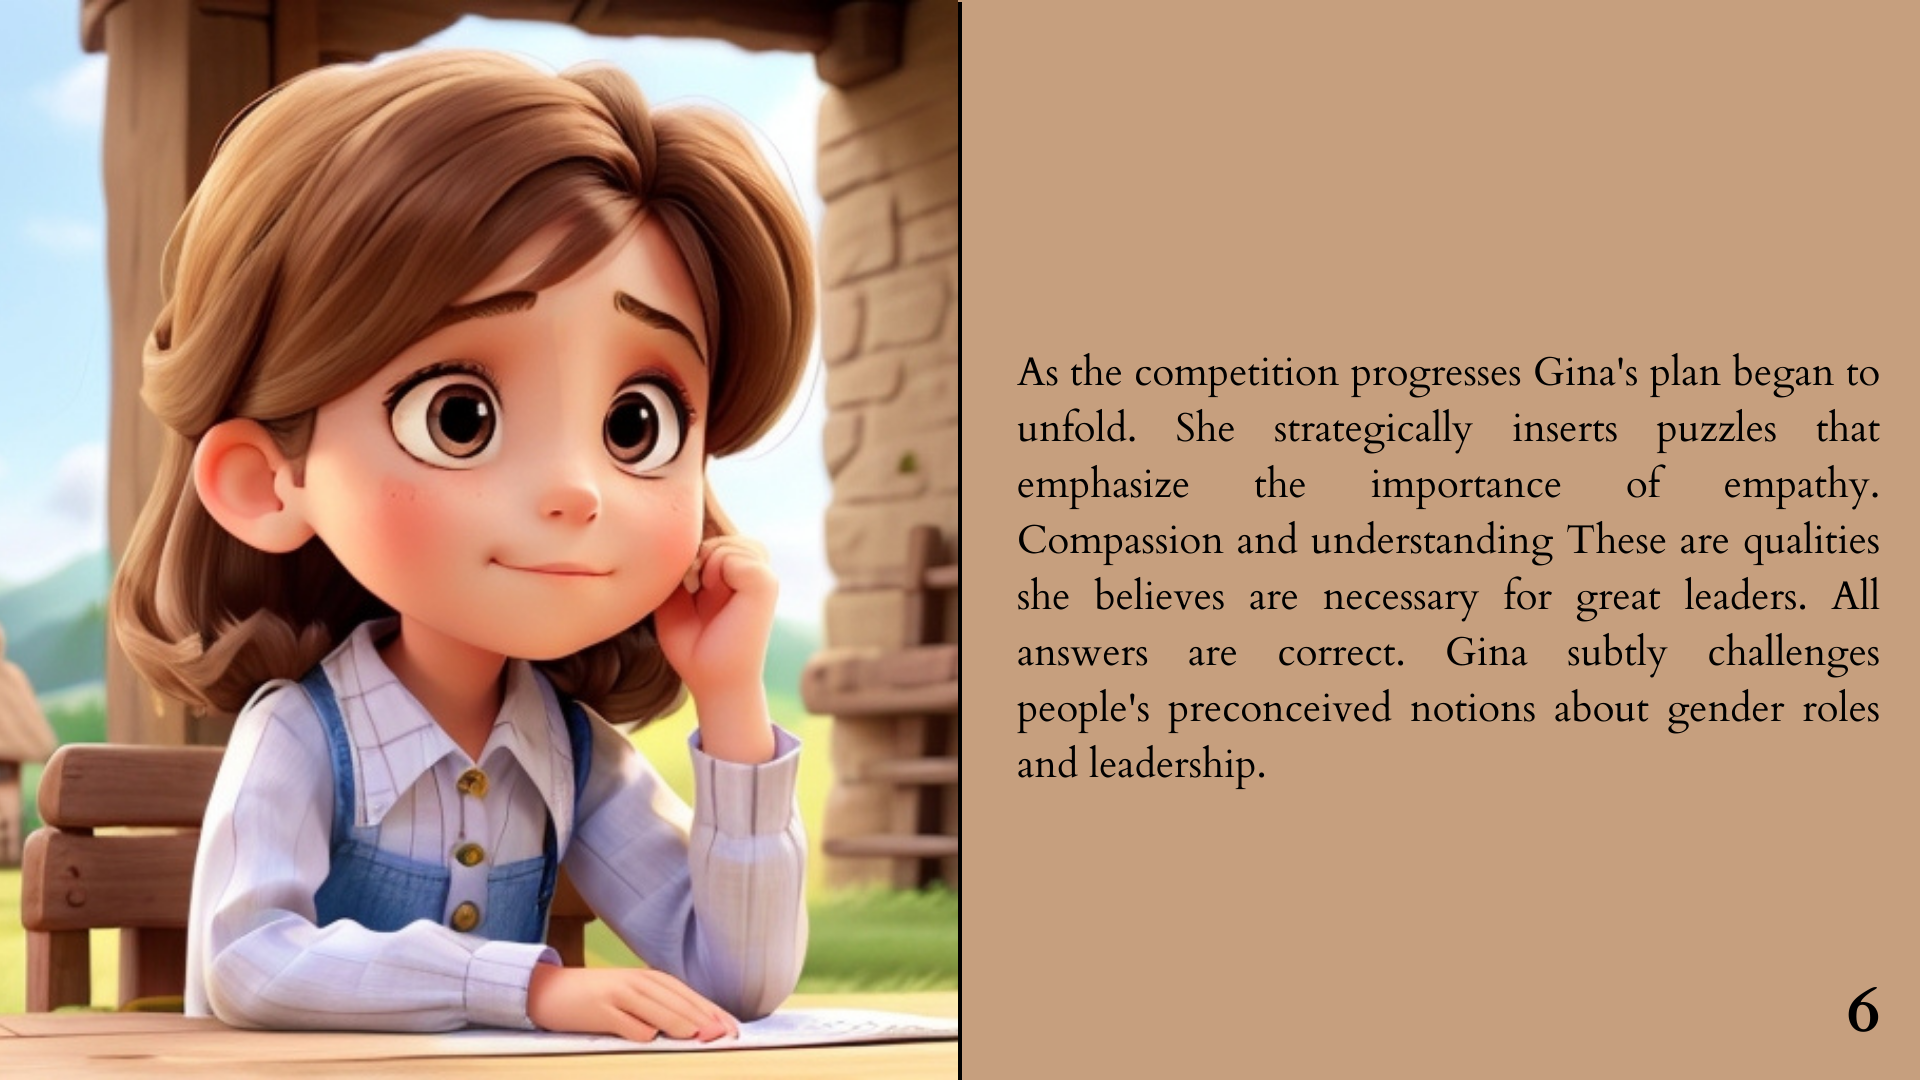 As the competition progresses Gina's plan began to
unfold. She strategically inserts puzzles that
emphasize the importance of empathy.
Compassion and understanding These are qualities
she believes are necessary for great leaders. All
answers are correct. Gina subtly challenges
people's preconceived notions about gender roles
and leadership.
6